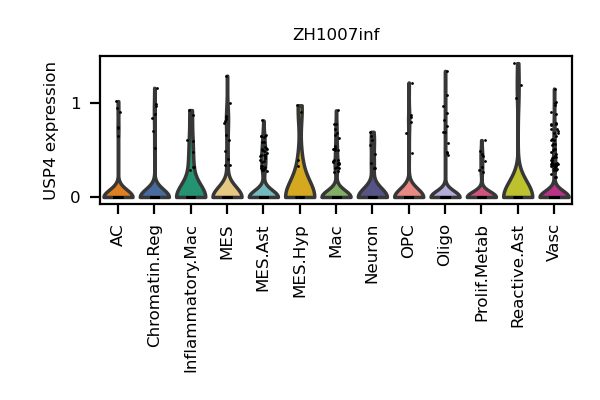 ZH1007inf
USP4 expression
1
0
AC
Chromatin.Reg
Inflammatory.Mac
MES
MES.Ast
MES.Hyp
Mac
Neuron
OPC
Oligo
Prolif.Metab
Reactive.Ast
Vasc